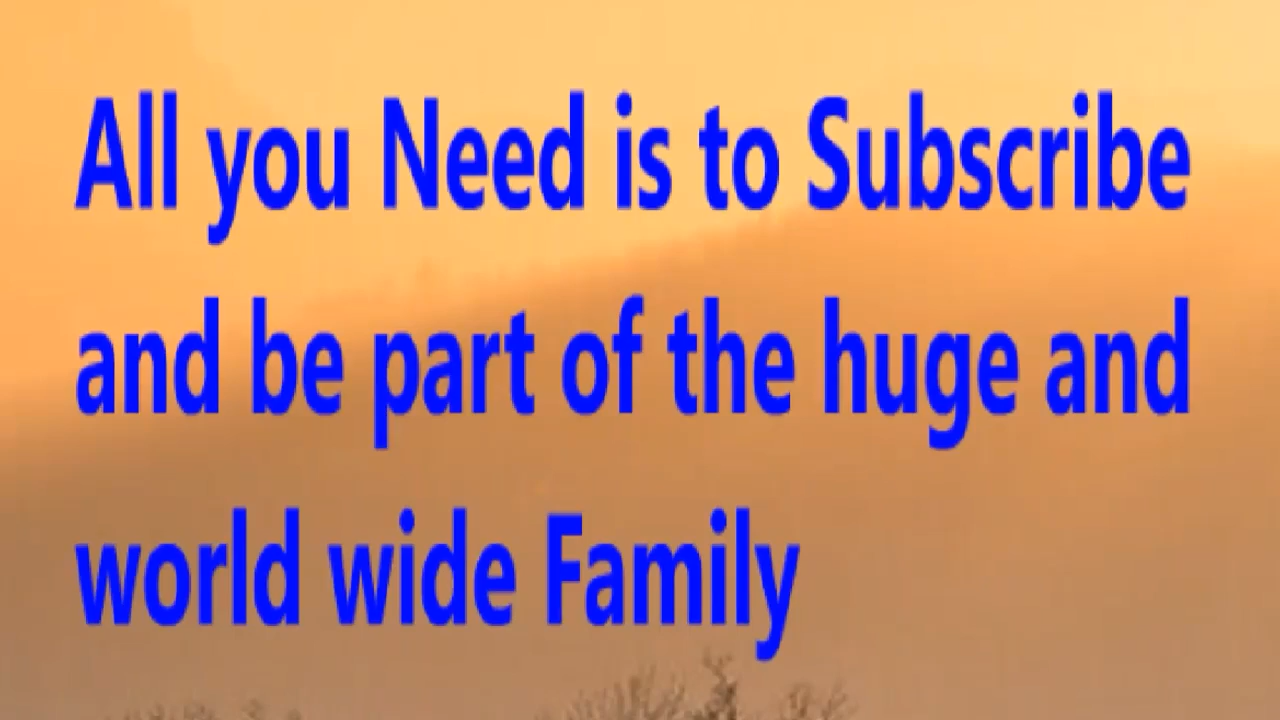 All you Need is to Subscribe
and be part of the huge and
world wide Family